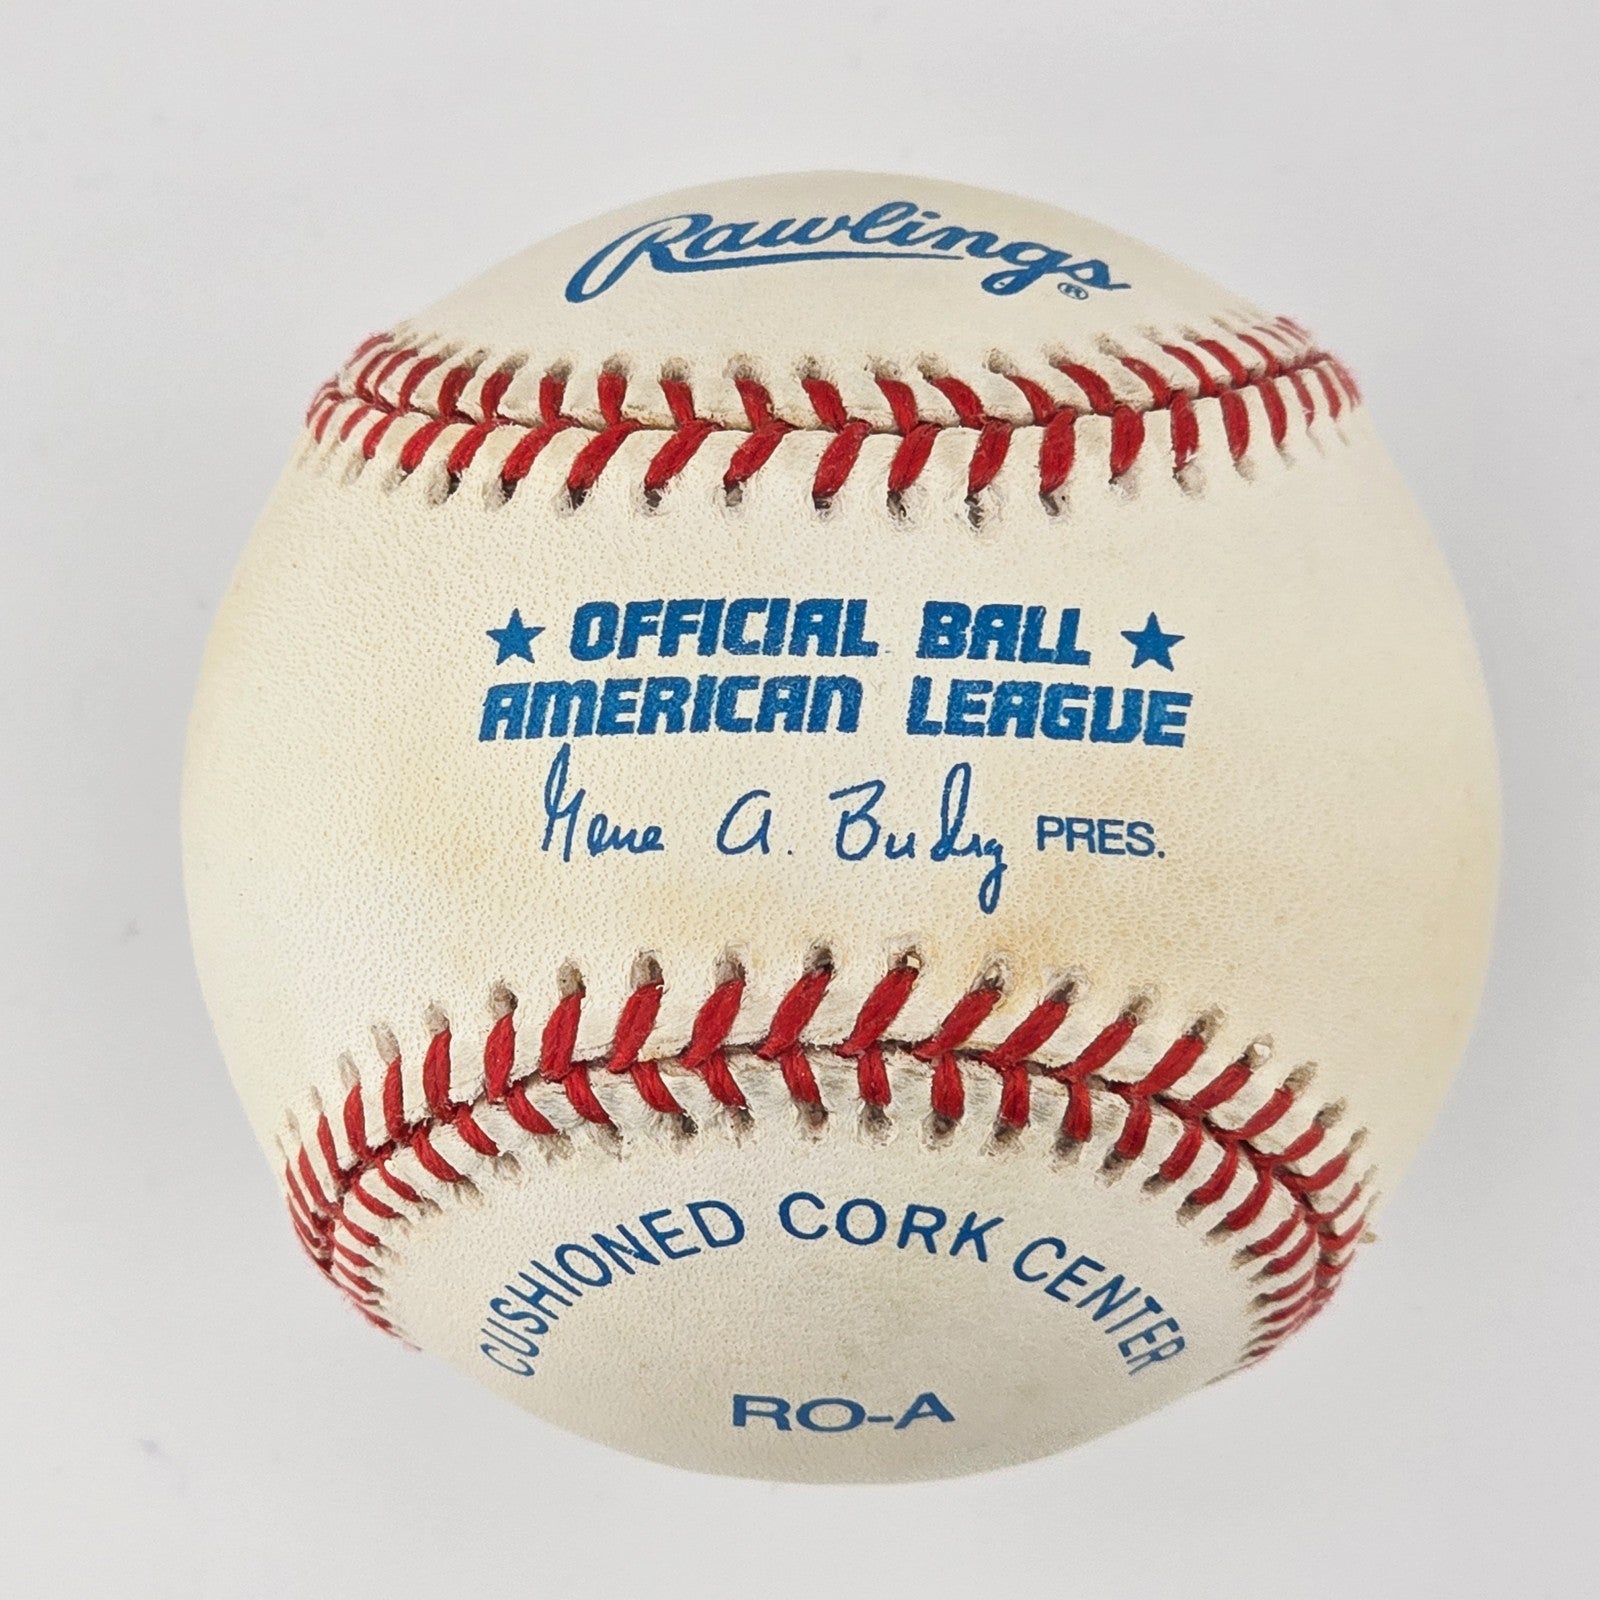 Rawlings®
★ OFFICIAL BALL ★
AMERICAN LEAGUE
Gene A. Budig PRES.
CUSHIONED CORK CENTER
RO-A